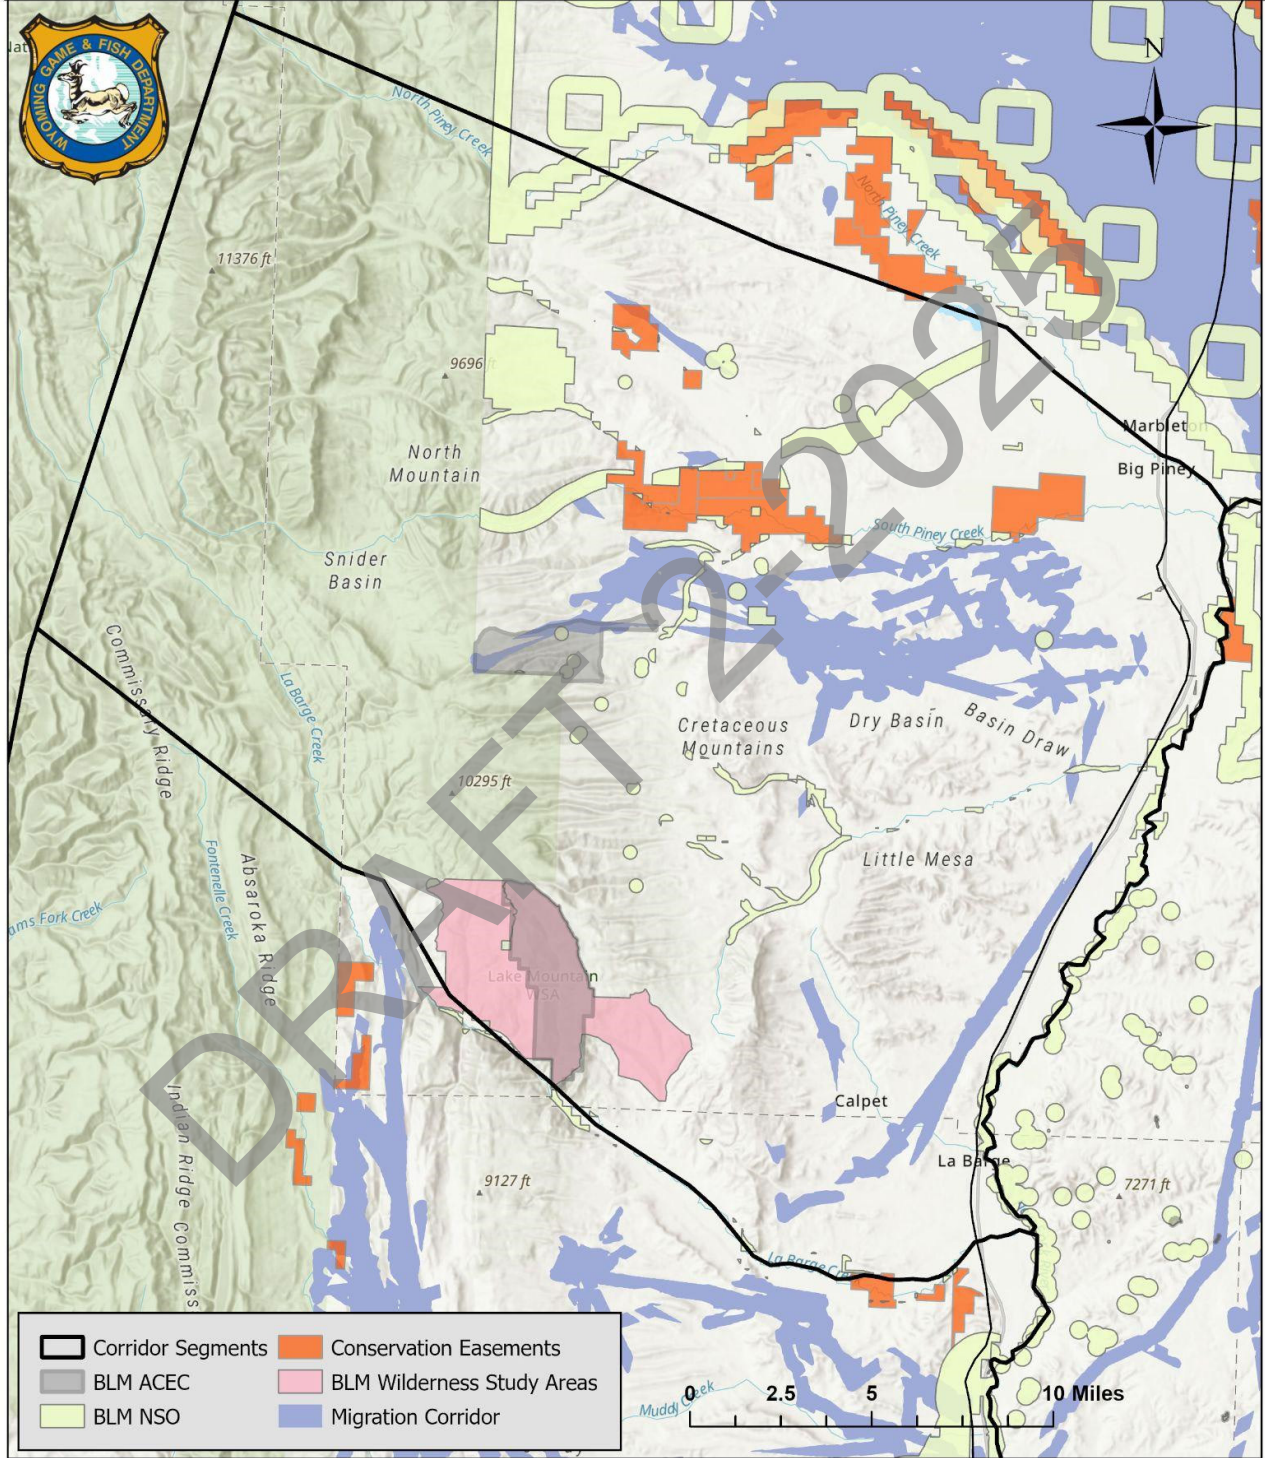 WYOMING GAME & FISH DEPARTMENT
Nat
N
North Piney Creek
North Piney Creek
11376 ft
9696 ft
Marbleton
Big Piney
North
Mountain
South Piney Creek
Snider
Basin
Commissary Ridge
La Barge Creek
Cretaceous
Mountains
Dry Basin
Basin Draw
10295 ft
Little Mesa
Fontenelle Creek
Absaroka Ridge
ams Fork Creek
Lake Mountain
WSA
Calpet
La Barge
Indian Ridge Commiss
9127 ft
7271 ft
La Barge Cree
DRAFT 2-2025
Corridor Segments
Conservation Easements
BLM ACEC
BLM Wilderness Study Areas
BLM NSO
Migration Corridor
Muddy Creek
0 2.5 5 10 Miles